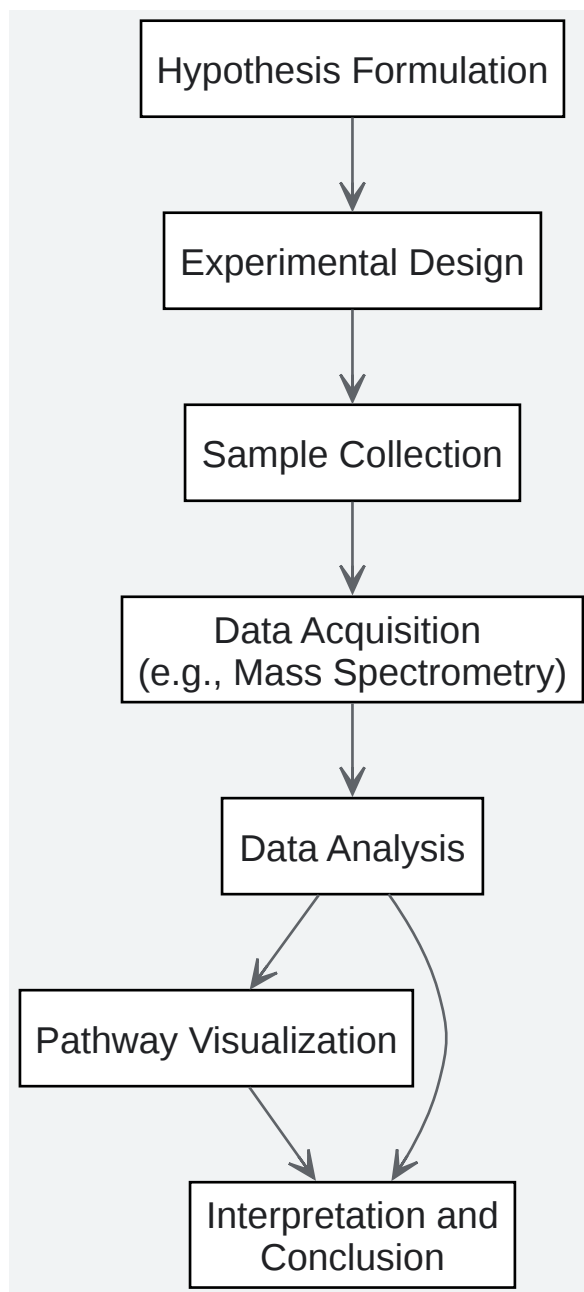 Hypothesis Formulation
Experimental Design
Sample Collection
Data Acquisition
(e.g., Mass Spectrometry)
Data Analysis
Pathway Visualization
Interpretation and
Conclusion